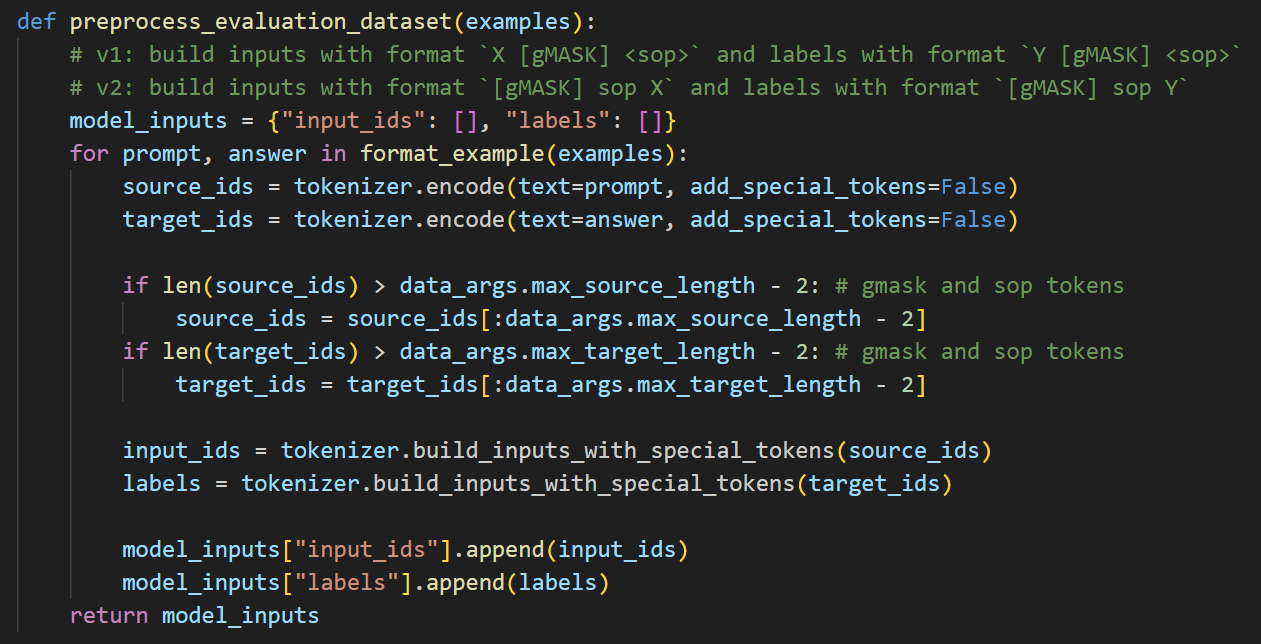 def preprocess_evaluation_dataset(examples):
    # v1: build inputs with format `X [gMASK] <sop>` and labels with format `Y [gMASK] <sop>`
    # v2: build inputs with format `[gMASK] sop X` and labels with format `[gMASK] sop Y`
    model_inputs = {"input_ids": [], "labels": []}
    for prompt, answer in format_example(examples):
        source_ids = tokenizer.encode(text=prompt, add_special_tokens=False)
        target_ids = tokenizer.encode(text=answer, add_special_tokens=False)

        if len(source_ids) > data_args.max_source_length - 2: # gmask and sop tokens
            source_ids = source_ids[:data_args.max_source_length - 2]
        if len(target_ids) > data_args.max_target_length - 2: # gmask and sop tokens
            target_ids = target_ids[:data_args.max_target_length - 2]

        input_ids = tokenizer.build_inputs_with_special_tokens(source_ids)
        labels = tokenizer.build_inputs_with_special_tokens(target_ids)

        model_inputs["input_ids"].append(input_ids)
        model_inputs["labels"].append(labels)
    return model_inputs